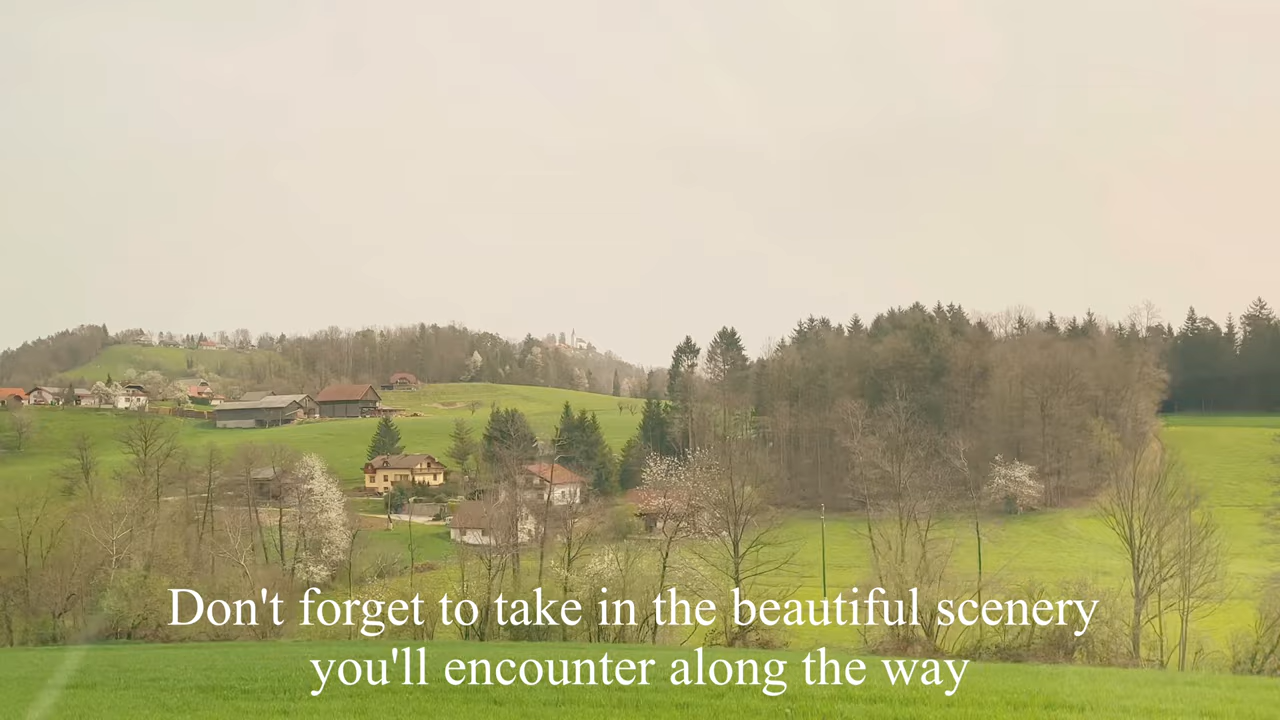 Don't forget to take in the beautiful scenery
you'll encounter along the way